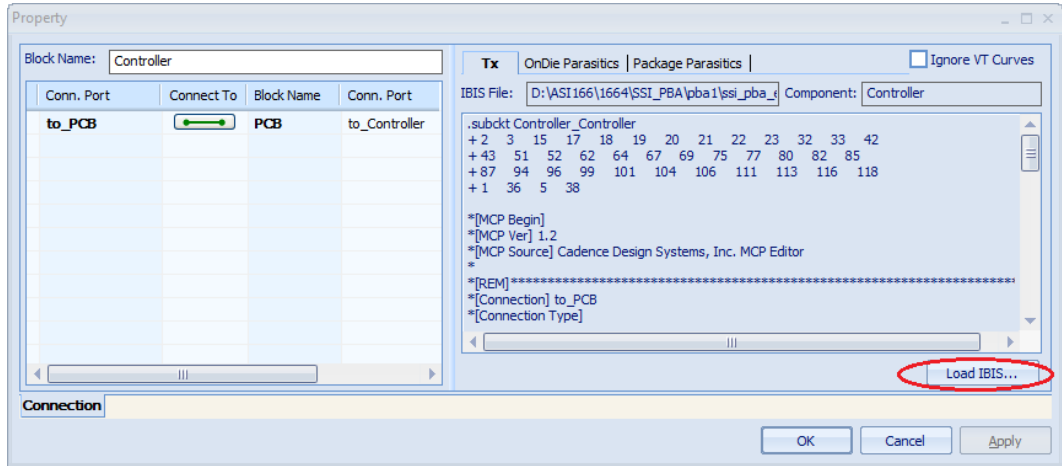 Property
Block Name: Controller
Conn. Port Connect To Block Name Conn. Port
to_PCB PCB to_Controller
Tx OnDie Parasitics | Package Parasitics | Ignore VT Curves
IBIS File: D:\ASI166\1664\SSI_PBA\pba1\ssi_pba_e Component: Controller
.subckt Controller_Controller
+ 2 3 15 17 18 19 20 21 22 23 32 33 42
+ 43 51 52 62 64 67 69 75 77 80 82 85
+ 87 94 96 99 101 104 106 111 113 116 118
+ 1 36 5 38
*[MCP Begin]
*[MCP Ver] 1.2
*[MCP Source] Cadence Design Systems, Inc. MCP Editor
*
*[REM]***********************************************************************
*[Connection] to_PCB
*[Connection Type]
Load IBIS...
Connection
OK Cancel Apply